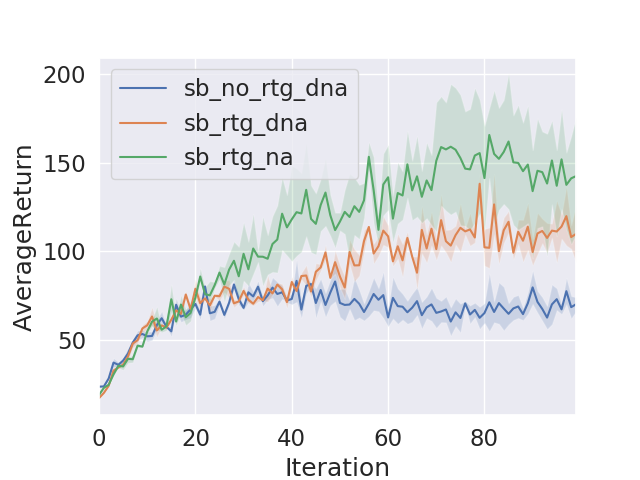 200
150
100
50
AverageReturn
sb_no_rtg_dna
sb_rtg_dna
sb_rtg_na
0 20 40 60 80
Iteration